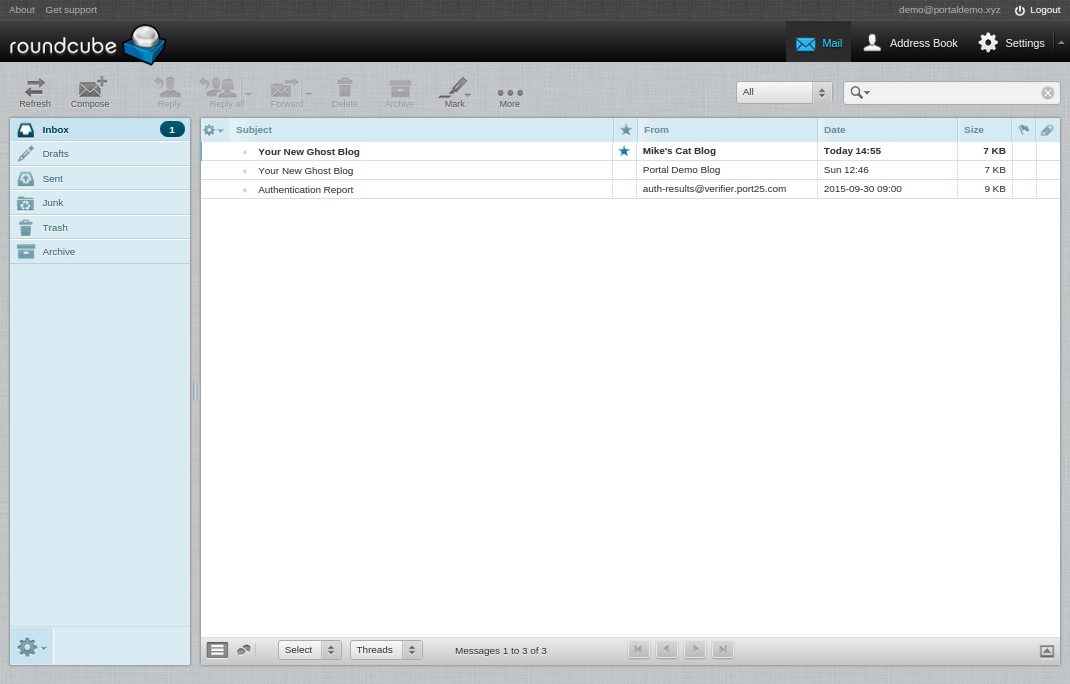 About Get support demo@portaldemo.xyz Logout
roundcube Mail Address Book Settings
Refresh Compose Reply Reply all Forward Delete Archive Mark More All
Inbox 1 Subject From Date Size
Drafts
Sent
Junk
Trash
Archive
Your New Ghost Blog Mike's Cat Blog Today 14:55 7 KB
Your New Ghost Blog Portal Demo Blog Sun 12:46 7 KB
Authentication Report auth-results@verifier.port25.com 2015-09-30 09:00 9 KB
Select Threads Messages 1 to 3 of 3